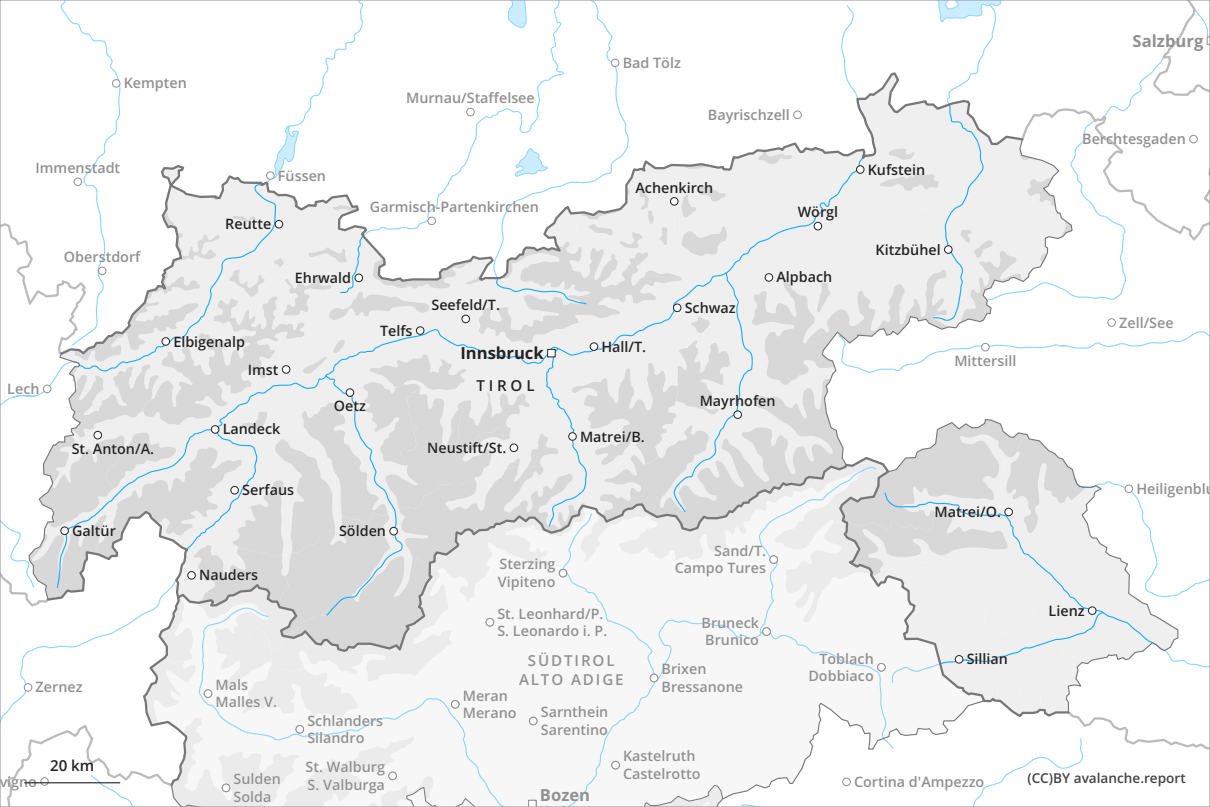 Salzburg
Bad Tölz
Kempten
Murnau/Staffelsee
Bayrischzell
Berchtesgaden
Immenstadt
Füssen
Kufstein
Achenkirch
Garmisch-Partenkirchen
Wörgl
Reutte
Kitzbühel
Oberstdorf
Ehrwald
Alpbach
Seefeld/T.
Schwaz
Zell/See
Telfs
Elbigenalp
Innsbruck
Hall/T.
Mittersill
Imst
TIROL
Lech
Oetz
Mayrhofen
Landeck
Matrei/B.
St. Anton/A.
Neustift/St.
Serfaus
Heiligenblu
Matrei/O.
Galtür
Sölden
Sand/T.
Campo Tures
Sterzing
Vipiteno
Nauders
Lienz
St. Leonhard/P.
S. Leonardo i. P.
Bruneck
Brunico
SÜDTIROL
ALTO ADIGE
Toblach
Dobbiaco
Sillian
Brixen
Bressanone
Zernez
Mals
Malles V.
Meran
Merano
Sarnthein
Sarentino
Schlanders
Silandro
Kastelruth
Castelrotto
20 km
St. Walburg
S. Valburga
Sulden
Solda
vigno
Cortina d'Ampezzo
(CC)BY avalanche.report
Bozen